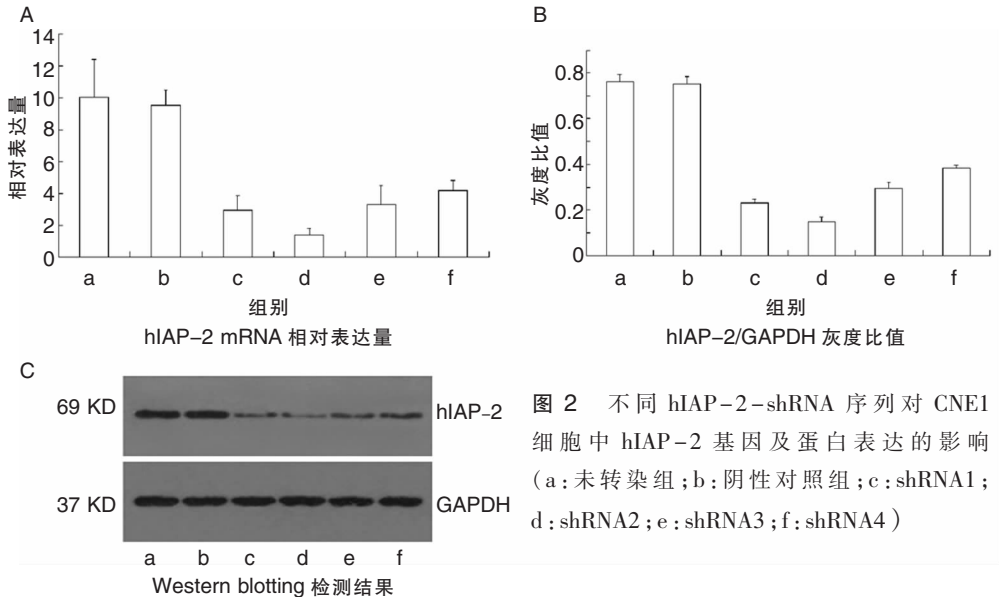 A
14
12
10
8
6
4
2
0
相对表达量
a b c d e f
组别
hIAP-2 mRNA 相对表达量
B
0.8
0.6
0.4
0.2
0
灰度比值
a b c d e f
组别
hIAP-2/GAPDH 灰度比值
C
69 KD hIAP-2
37 KD GAPDH
a b c d e f
Western blotting 检测结果
图 2 不同 hIAP-2-shRNA 序列对 CNE1
细胞中 hIAP-2 基因及蛋白表达的影响
(a:未转染组;b:阴性对照组;c:shRNA1;
d:shRNA2;e:shRNA3;f:shRNA4)